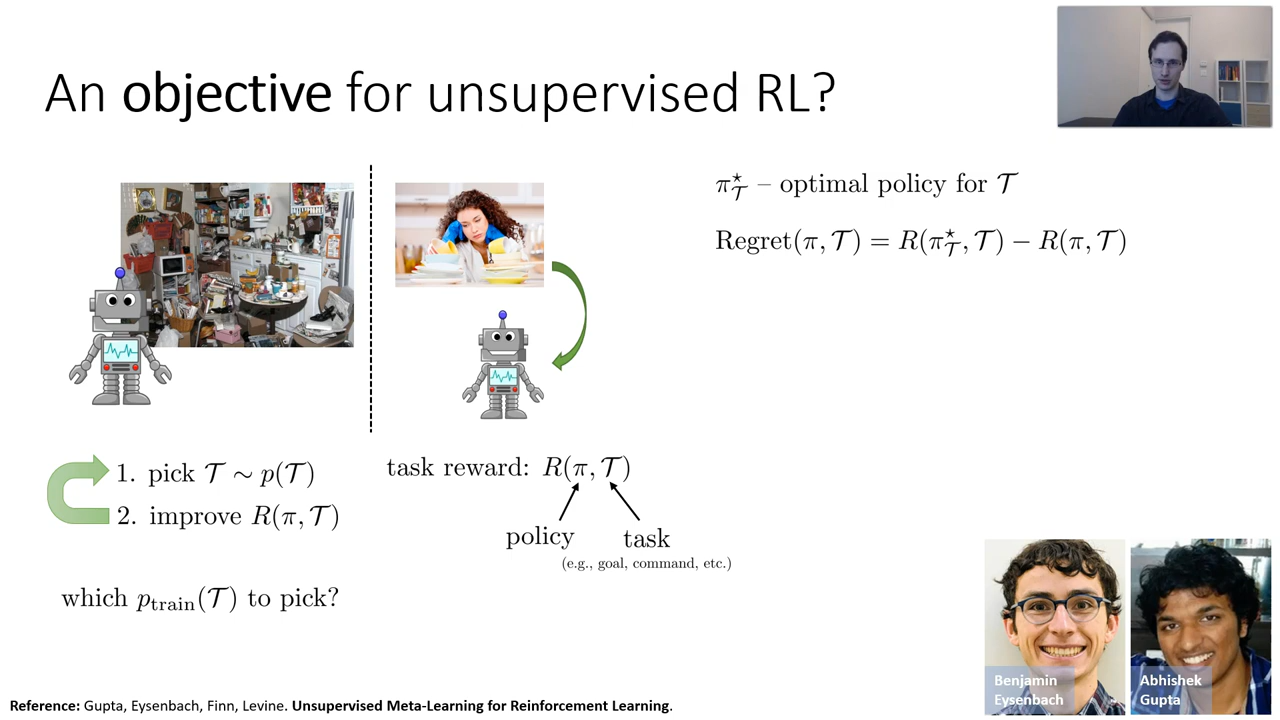 An objective for unsupervised RL?
π*_𝒯 – optimal policy for 𝒯
Regret(π, 𝒯) = R(π*_𝒯, 𝒯) − R(π, 𝒯)
1. pick 𝒯 ∼ p(𝒯)
2. improve R(π, 𝒯)
which p_train(𝒯) to pick?
task reward: R(π, 𝒯)
policy task
(e.g., goal, command, etc.)
Benjamin
Eysenbach
Abhishek
Gupta
Reference: Gupta, Eysenbach, Finn, Levine. Unsupervised Meta-Learning for Reinforcement Learning.